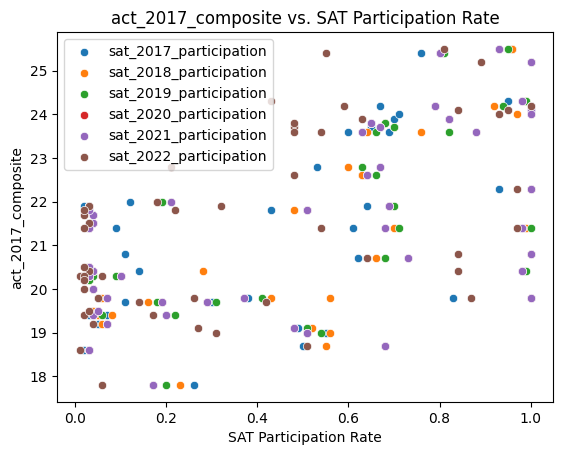 act_2017_composite vs. SAT Participation Rate
sat_2017_participation
sat_2018_participation
sat_2019_participation
sat_2020_participation
sat_2021_participation
sat_2022_participation
act_2017_composite
25
24
23
22
21
20
19
18
0.0 0.2 0.4 0.6 0.8 1.0
SAT Participation Rate